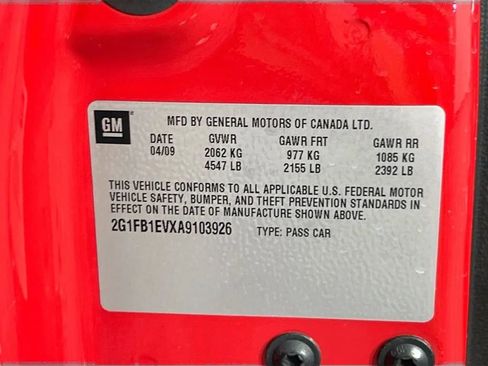 GM
MFD BY GENERAL MOTORS OF CANADA LTD.
DATE GVWR GAWR FRT GAWR RR
04/09 2062 KG 977 KG 1085 KG
4547 LB 2155 LB 2392 LB
THIS VEHICLE CONFORMS TO ALL APPLICABLE U.S. FEDERAL MOTOR
VEHICLE SAFETY, BUMPER, AND THEFT PREVENTION STANDARDS IN
EFFECT ON THE DATE OF MANUFACTURE SHOWN ABOVE.
2G1FB1EVXA9103926 TYPE: PASS CAR